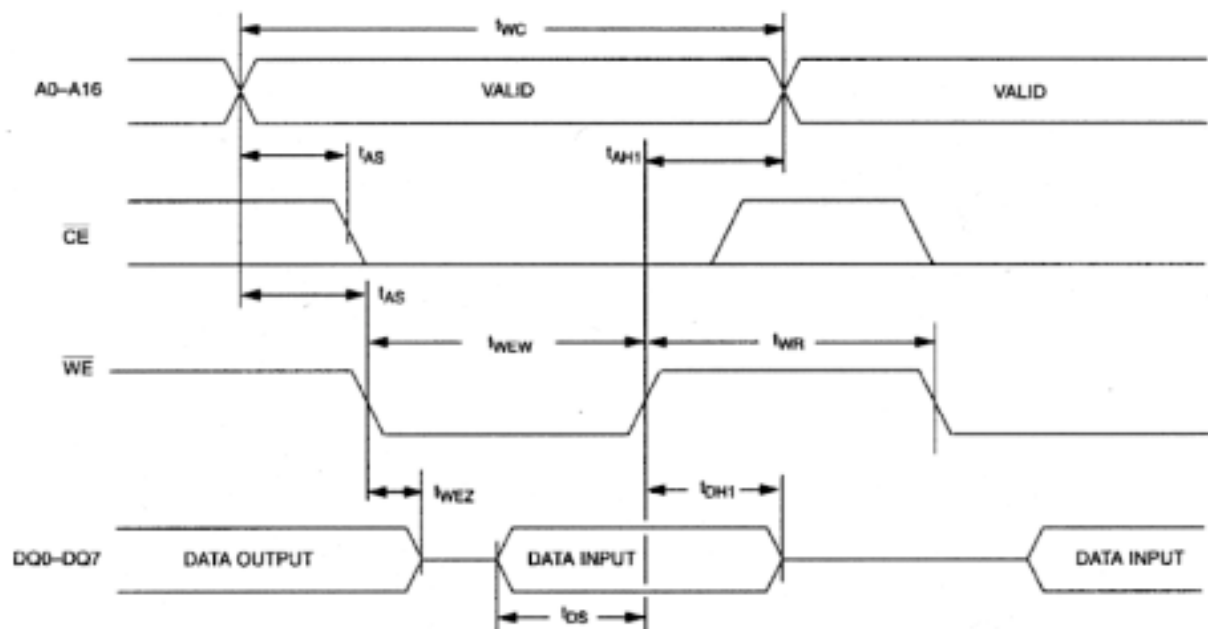 tWC
A0–A16
VALID
VALID
tAS
tAH1
CE
tAS
tWEW
tWR
WE
tWEZ
tDH1
DQ0–DQ7
DATA OUTPUT
DATA INPUT
DATA INPUT
tDS